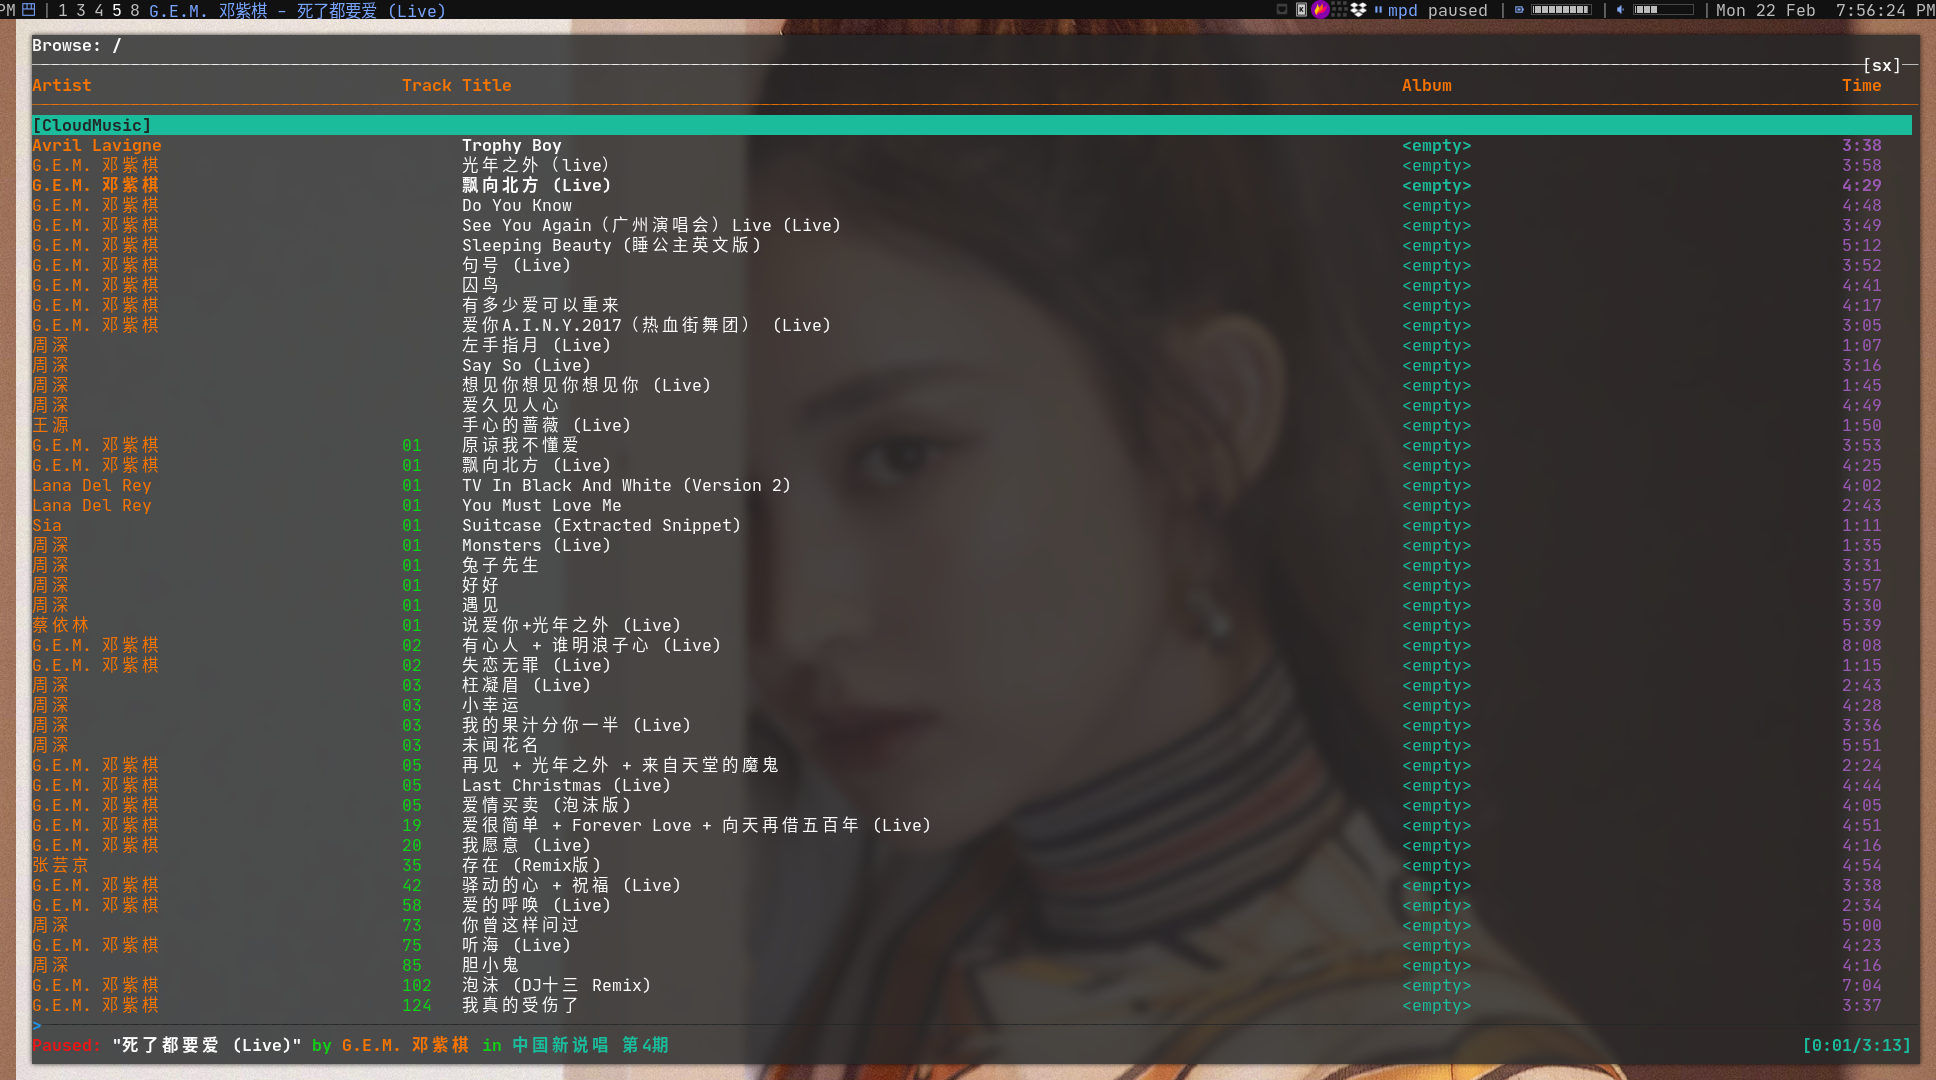 PM 1 3 4 5 8 G.E.M. 邓紫棋 – 死了都要爱 (Live) mpd paused | | | Mon 22 Feb 7:56:24 PM
Browse: /
[sx]
Artist Track Title Album Time
[CloudMusic]
Avril Lavigne Trophy Boy <empty> 3:38
G.E.M. 邓紫棋 光年之外（live） <empty> 3:58
G.E.M. 邓紫棋 飘向北方 (Live) <empty> 4:29
G.E.M. 邓紫棋 Do You Know <empty> 4:48
G.E.M. 邓紫棋 See You Again（广州演唱会）Live (Live) <empty> 3:49
G.E.M. 邓紫棋 Sleeping Beauty (睡公主英文版) <empty> 5:12
G.E.M. 邓紫棋 句号 (Live) <empty> 3:52
G.E.M. 邓紫棋 囚鸟 <empty> 4:41
G.E.M. 邓紫棋 有多少爱可以重来 <empty> 4:17
G.E.M. 邓紫棋 爱你A.I.N.Y.2017（热血街舞团） (Live) <empty> 3:05
周深 左手指月 (Live) <empty> 1:07
周深 Say So (Live) <empty> 3:16
周深 想见你想见你想见你 (Live) <empty> 1:45
周深 爱久见人心 <empty> 4:49
王源 手心的蔷薇 (Live) <empty> 1:50
G.E.M. 邓紫棋 01 原谅我不懂爱 <empty> 3:53
G.E.M. 邓紫棋 01 飘向北方 (Live) <empty> 4:25
Lana Del Rey 01 TV In Black And White (Version 2) <empty> 4:02
Lana Del Rey 01 You Must Love Me <empty> 2:43
Sia 01 Suitcase (Extracted Snippet) <empty> 1:11
周深 01 Monsters (Live) <empty> 1:35
周深 01 兔子先生 <empty> 3:31
周深 01 好好 <empty> 3:57
周深 01 遇见 <empty> 3:30
蔡依林 01 说爱你+光年之外 (Live) <empty> 5:39
G.E.M. 邓紫棋 02 有心人 + 谁明浪子心 (Live) <empty> 8:08
G.E.M. 邓紫棋 02 失恋无罪 (Live) <empty> 1:15
周深 03 枉凝眉 (Live) <empty> 2:43
周深 03 小幸运 <empty> 4:28
周深 03 我的果汁分你一半 (Live) <empty> 3:36
周深 03 未闻花名 <empty> 5:51
G.E.M. 邓紫棋 05 再见 + 光年之外 + 来自天堂的魔鬼 <empty> 2:24
G.E.M. 邓紫棋 05 Last Christmas (Live) <empty> 4:44
G.E.M. 邓紫棋 05 爱情买卖 (泡沫版) <empty> 4:05
G.E.M. 邓紫棋 19 爱很简单 + Forever Love + 向天再借五百年 (Live) <empty> 4:51
G.E.M. 邓紫棋 20 我愿意 (Live) <empty> 4:16
张芸京 35 存在 (Remix版) <empty> 4:54
G.E.M. 邓紫棋 42 驿动的心 + 祝福 (Live) <empty> 3:38
G.E.M. 邓紫棋 58 爱的呼唤 (Live) <empty> 2:34
周深 73 你曾这样问过 <empty> 5:00
G.E.M. 邓紫棋 75 听海 (Live) <empty> 4:23
周深 85 胆小鬼 <empty> 4:16
G.E.M. 邓紫棋 102 泡沫 (DJ十三 Remix) <empty> 7:04
G.E.M. 邓紫棋 124 我真的受伤了 <empty> 3:37
>
Paused: "死了都要爱 (Live)" by G.E.M. 邓紫棋 in 中国新说唱 第4期 [0:01/3:13]